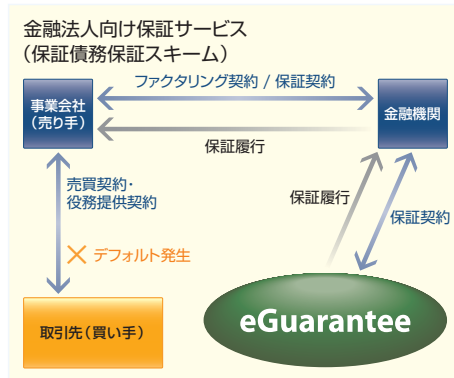 金融法人向け保証サービス
（保証債務保証スキーム）
ファクタリング契約 / 保証契約
事業会社
（売り手）
金融機関
保証履行
売買契約・
役務提供契約
保証履行
保証契約
デフォルト発生
取引先（買い手）
eGuarantee